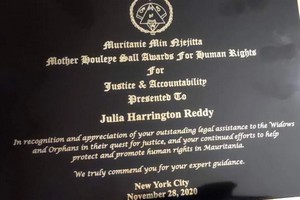 Muritanie Min Njejitta
Mother Houleye Sall Awards For Human Rights
For
Justice & Accountability
Presented To
Julia Harrington Reddy
In recognition and appreciation of your outstanding legal assistance to the Widows
and Orphans in their quest for justice, and your continued efforts to help
protect and promote human rights in Mauritania.
We truly commend you for your expert guidance.
New York City
November 28, 2020